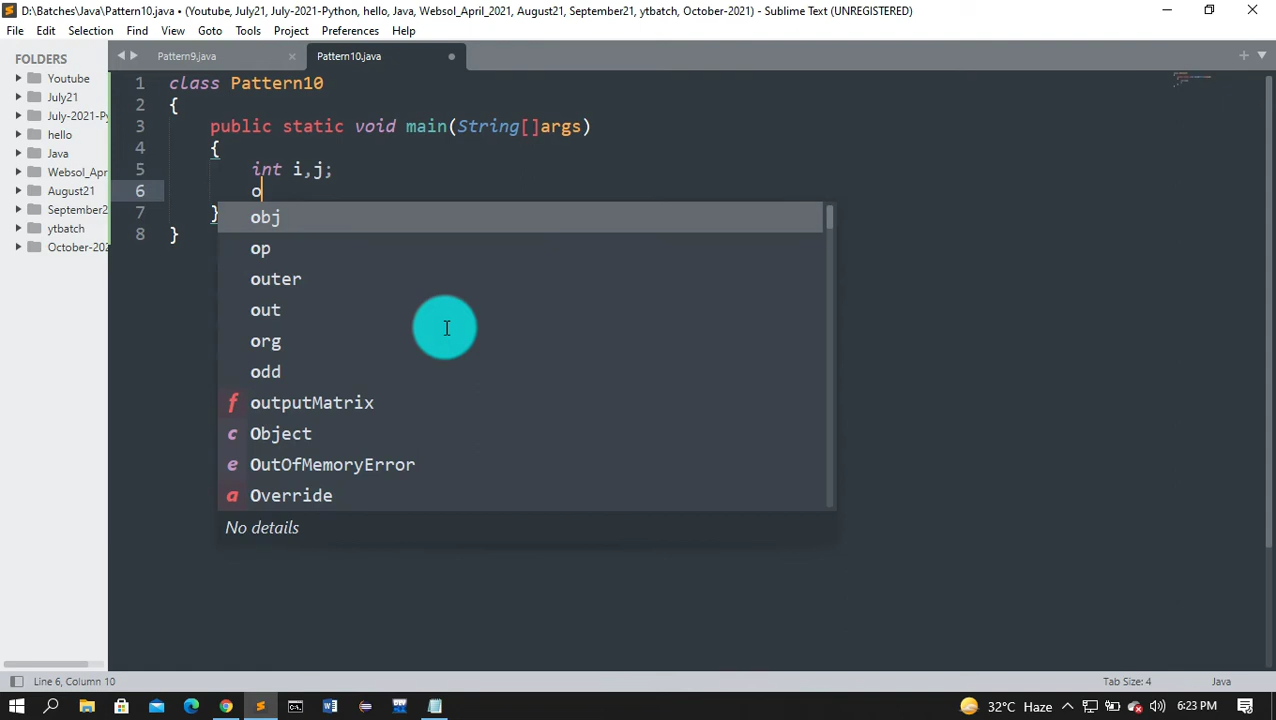 D:\Batches\Java\Pattern10.java • (Youtube, July21, July-2021-Python, hello, Java, Websol_April_2021, August21, September21, ytbatch, October-2021) - Sublime Text (UNREGISTERED)
File Edit Selection Find View Goto Tools Project Preferences Help
FOLDERS
Youtube
July21
July-2021-Py
hello
Java
Websol_Apr
August21
September2
ytbatch
October-202
Pattern9.java Pattern10.java
1 class Pattern10
2 {
3 public static void main(String[]args)
4 {
5 int i,j;
6 o
7 }
8 }
obj
op
outer
out
org
odd
f outputMatrix
c Object
e OutOfMemoryError
a Override
No details
Line 6, Column 10 Tab Size: 4 Java
32°C Haze 6:23 PM